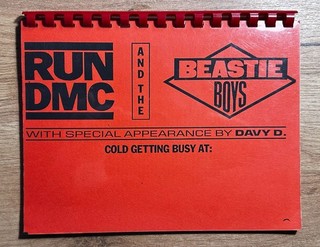 RUN
DMC
AND THE
BEASTIE
BOYS
WITH SPECIAL APPEARANCE BY DAVY D.
COLD GETTING BUSY AT: